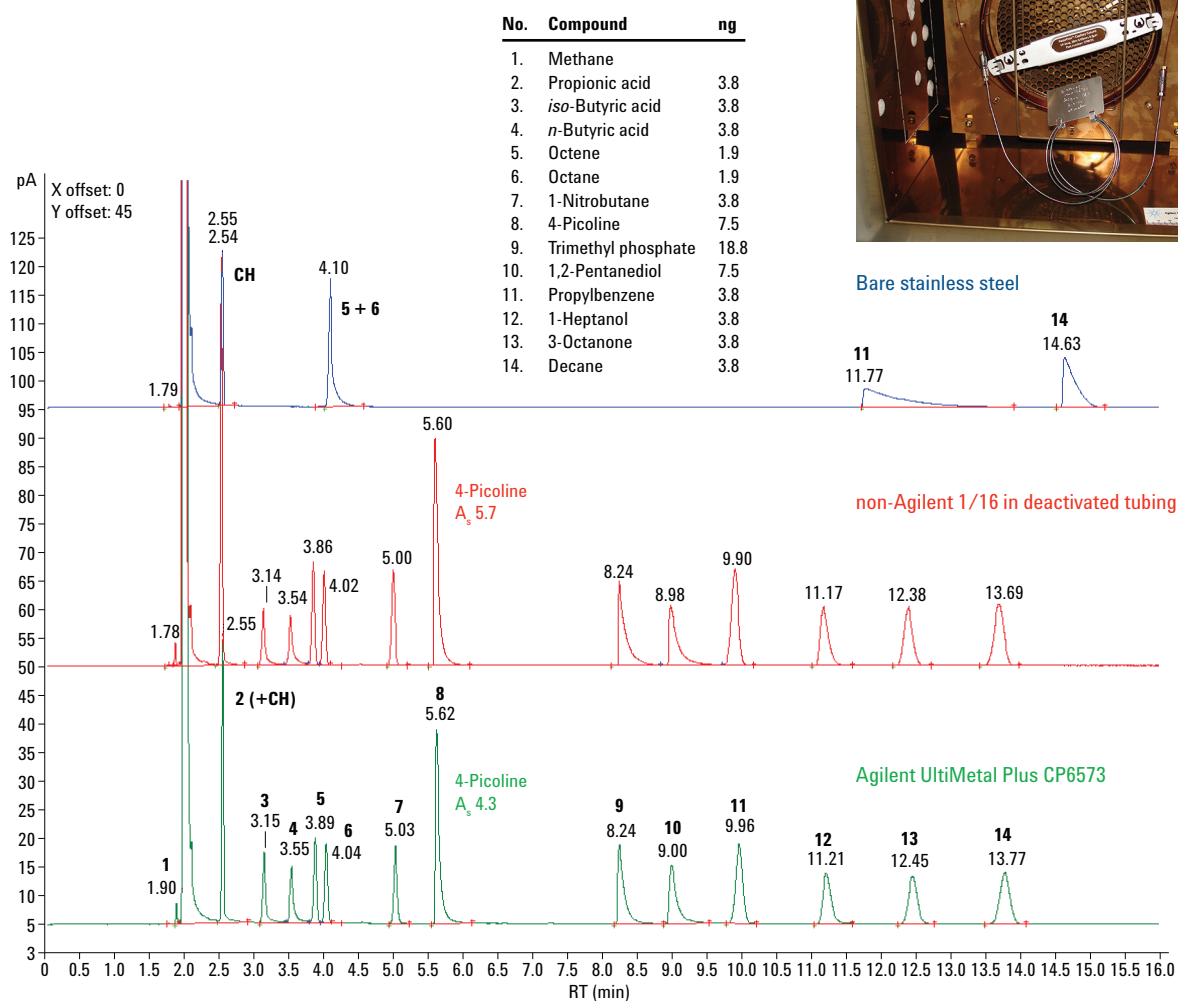 No. Compound ng
1. Methane
2. Propionic acid 3.8
3. iso-Butyric acid 3.8
4. n-Butyric acid 3.8
5. Octene 1.9
6. Octane 1.9
7. 1-Nitrobutane 3.8
8. 4-Picoline 7.5
9. Trimethyl phosphate 18.8
10. 1,2-Pentanediol 7.5
11. Propylbenzene 3.8
12. 1-Heptanol 3.8
13. 3-Octanone 3.8
14. Decane 3.8
pA
X offset: 0
Y offset: 45
125
120
115
110
105
100
95
90
85
80
75
70
65
60
55
50
45
40
35
30
25
20
15
10
5
3
Bare stainless steel
1.79
2.55
2.54
CH
4.10
5 + 6
11
11.77
14
14.63
non-Agilent 1/16 in deactivated tubing
1.78
2.55
3.14
3.54
3.86
4.02
5.00
5.60
4-Picoline
As 5.7
8.24
8.98
9.90
11.17
12.38
13.69
Agilent UltiMetal Plus CP6573
1
1.90
2 (+CH)
3
3.15
4
3.55
5
3.89
6
4.04
7
5.03
8
5.62
4-Picoline
As 4.3
9
8.24
10
9.00
11
9.96
12
11.21
13
12.45
14
13.77
0 0.5 1.0 1.5 2.0 2.5 3.0 3.5 4.0 4.5 5.0 5.5 6.0 6.5 7.0 7.5 8.0 8.5 9.0 9.5 10.0 10.5 11.0 11.5 12.0 12.5 13.0 13.5 14.0 14.5 15.0 15.5 16.0
RT (min)